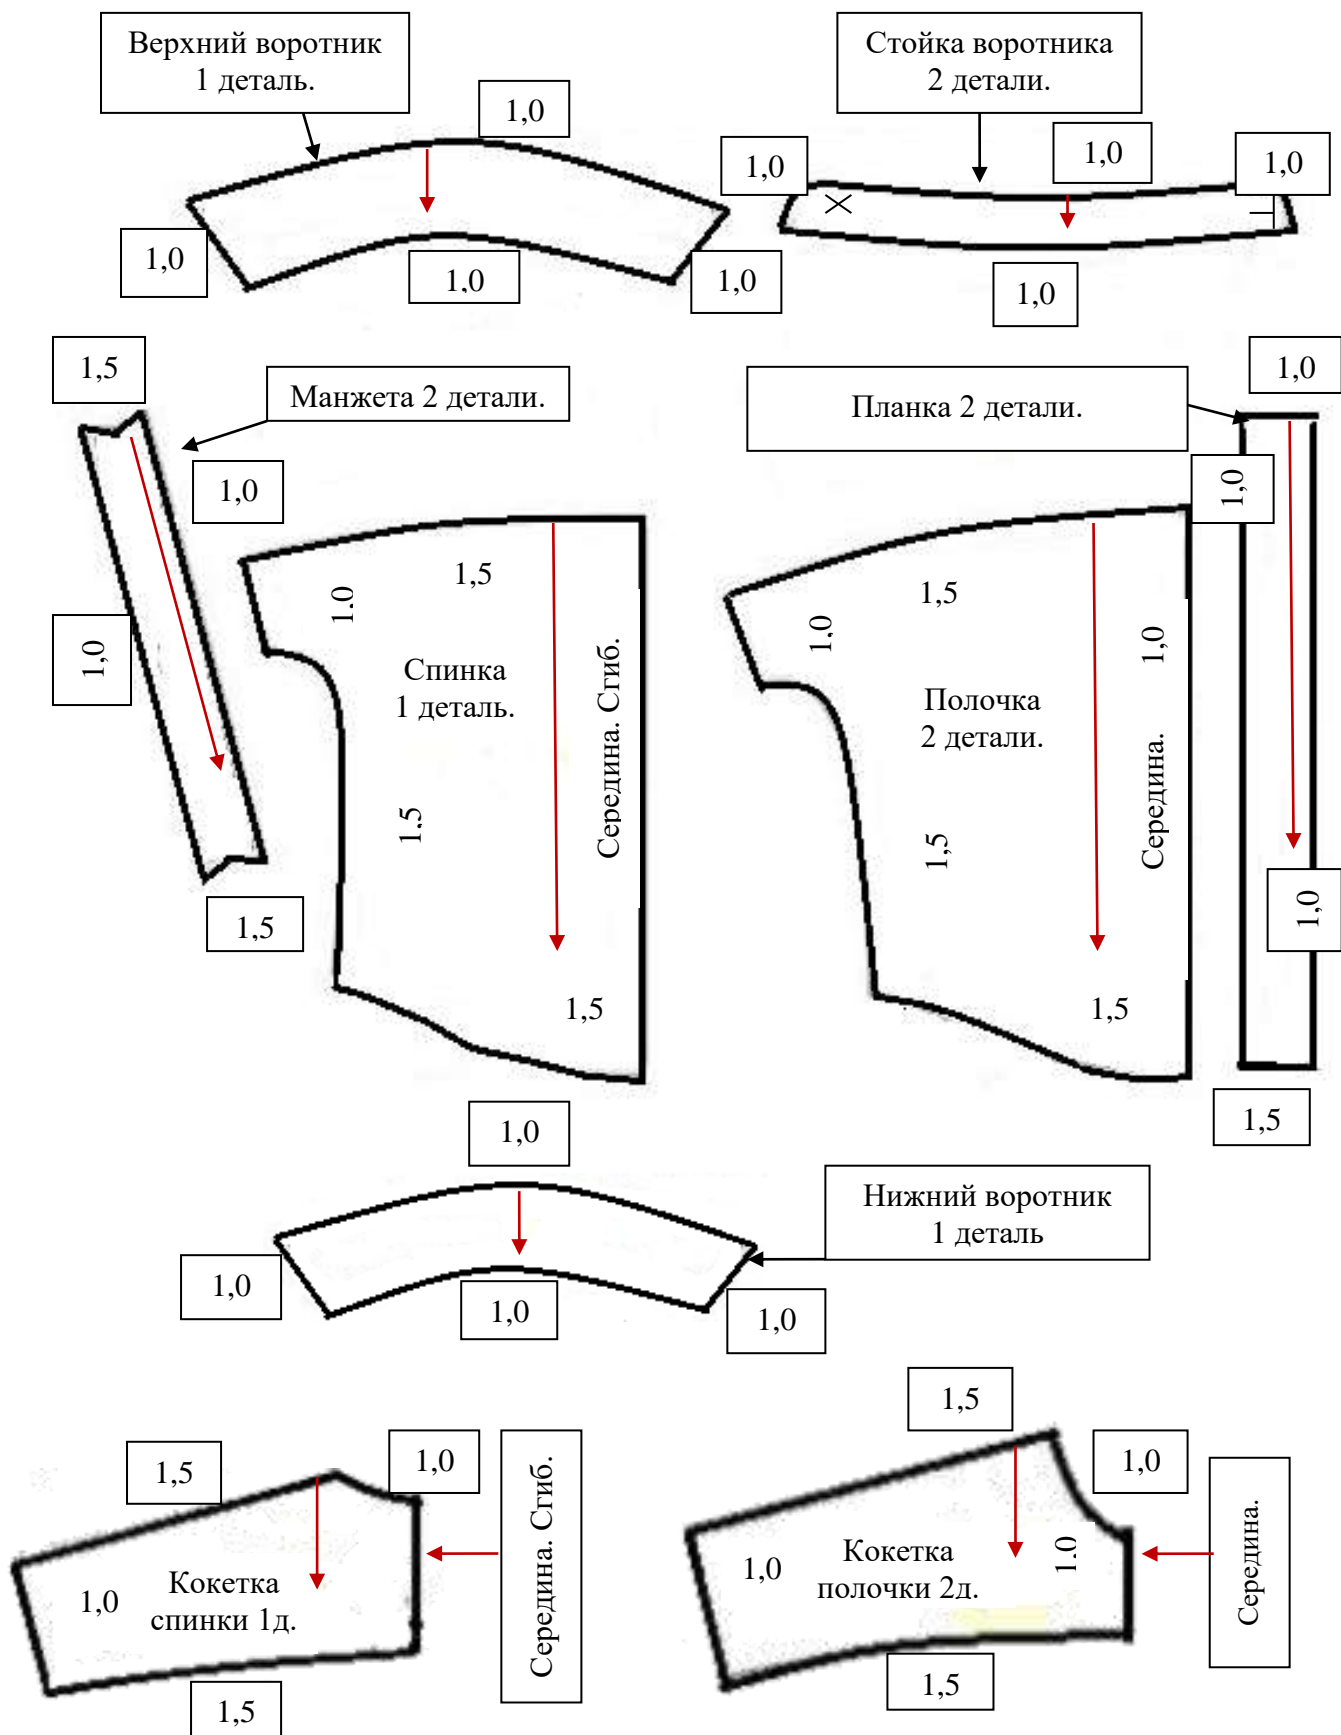 Верхний воротник
1 деталь.
Стойка воротника
2 детали.
1,0
1,0
1,0
1,0
1,0
1,0
1,0
1,0
1,5
Манжета 2 детали.
Планка 2 детали.
1,0
1,0
1,0
1,0
1,5
1,0
Спинка
1 деталь.
Середина. Сгиб.
1,5
1,5
1,5
1,5
1,0
1,0
Полочка
2 детали.
Середина.
1,5
1,5
1,0
1,5
1,0
Нижний воротник
1 деталь
1,0
1,0
1,0
1,5
1,0
Середина. Сгиб.
Кокетка
спинки 1д.
1,0
1,5
1,5
1,0
Середина.
Кокетка
полочки 2д.
1,0
1,0
1,5